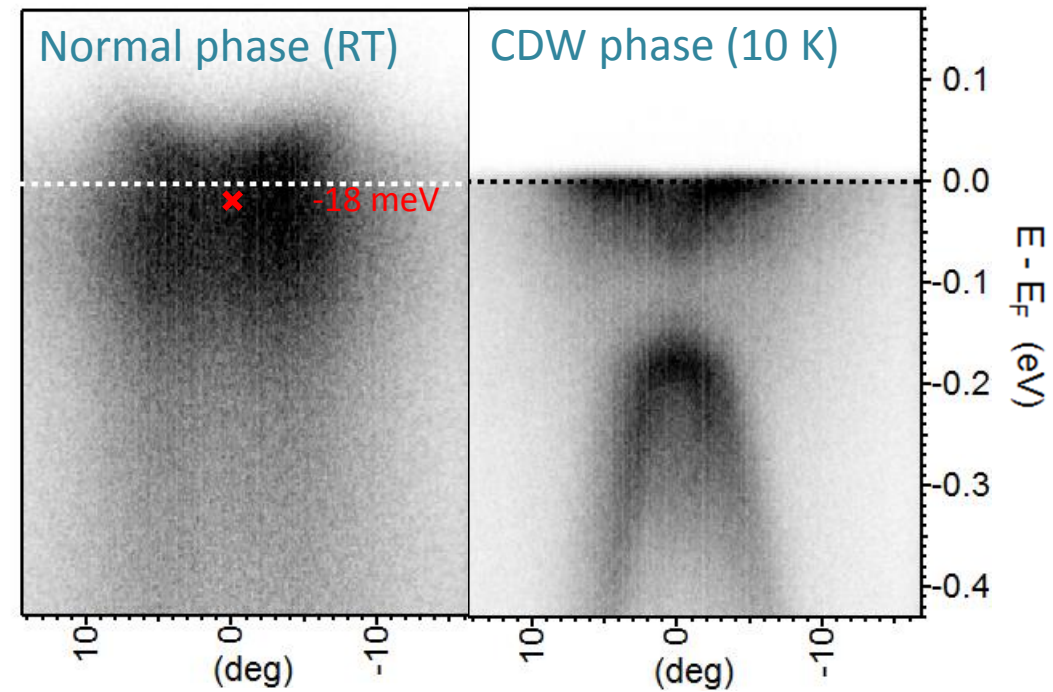 Normal phase (RT)
CDW phase (10 K)
-18 meV
0.1
0.0
-0.1
-0.2
-0.3
-0.4
E - E_F (eV)
10
0
-10
(deg)
10
0
-10
(deg)